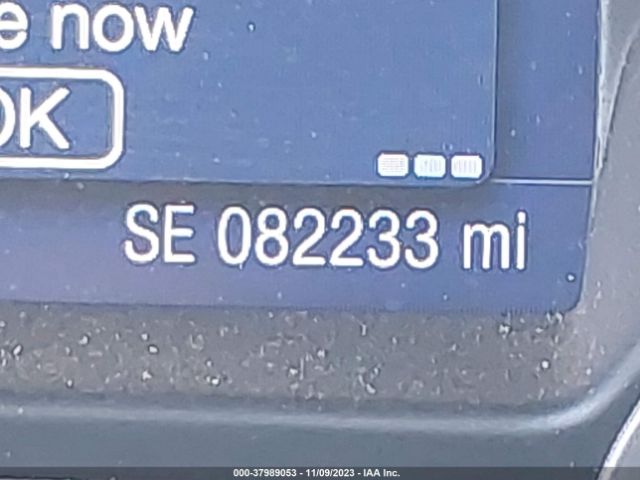 now
OK
SE 082233 mi
000-37989053 - 11/09/2023 - IAA Inc.